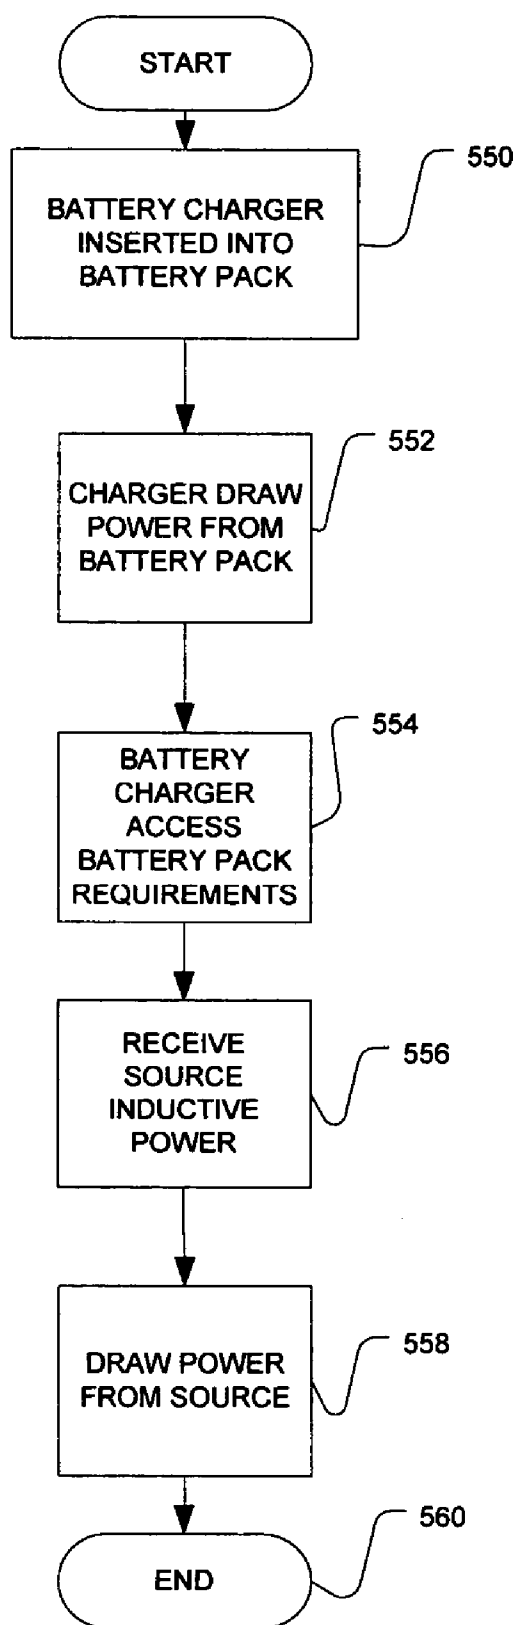 START
550
BATTERY CHARGER
INSERTED INTO
BATTERY PACK
552
CHARGER DRAW
POWER FROM
BATTERY PACK
554
BATTERY
CHARGER
ACCESS
BATTERY PACK
REQUIREMENTS
556
RECEIVE
SOURCE
INDUCTIVE
POWER
558
DRAW POWER
FROM SOURCE
560
END